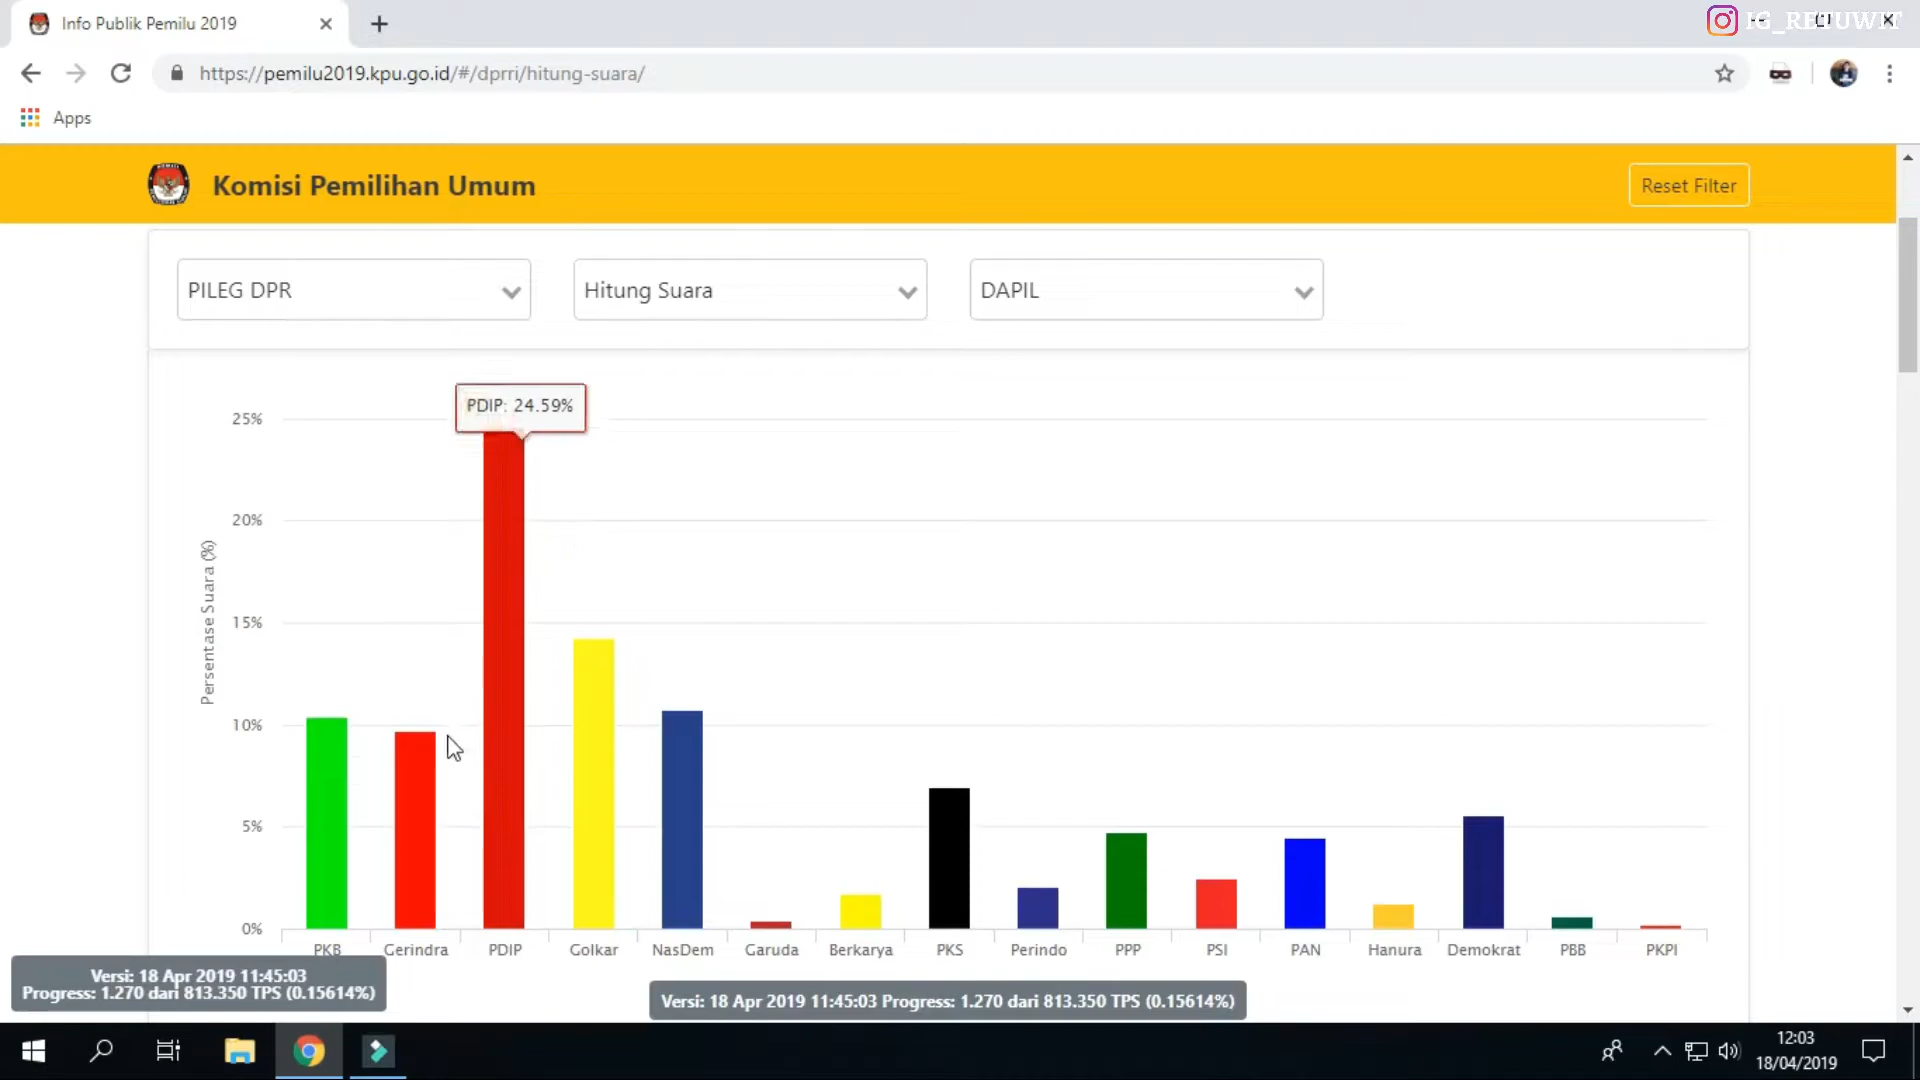 Info Publik Pemilu 2019
IG_RETUWIT
https://pemilu2019.kpu.go.id/#/dprri/hitung-suara/
Apps
Komisi Pemilihan Umum
Reset Filter
PILEG DPR
Hitung Suara
DAPIL
PDIP: 24.59%
25%
20%
15%
10%
5%
0%
Persentase Suara (%)
PKB
Gerindra
PDIP
Golkar
NasDem
Garuda
Berkarya
PKS
Perindo
PPP
PSI
PAN
Hanura
Demokrat
PBB
PKPI
Versi: 18 Apr 2019 11:45:03
Progress: 1.270 dari 813.350 TPS (0.15614%)
Versi: 18 Apr 2019 11:45:03 Progress: 1.270 dari 813.350 TPS (0.15614%)
12:03
18/04/2019